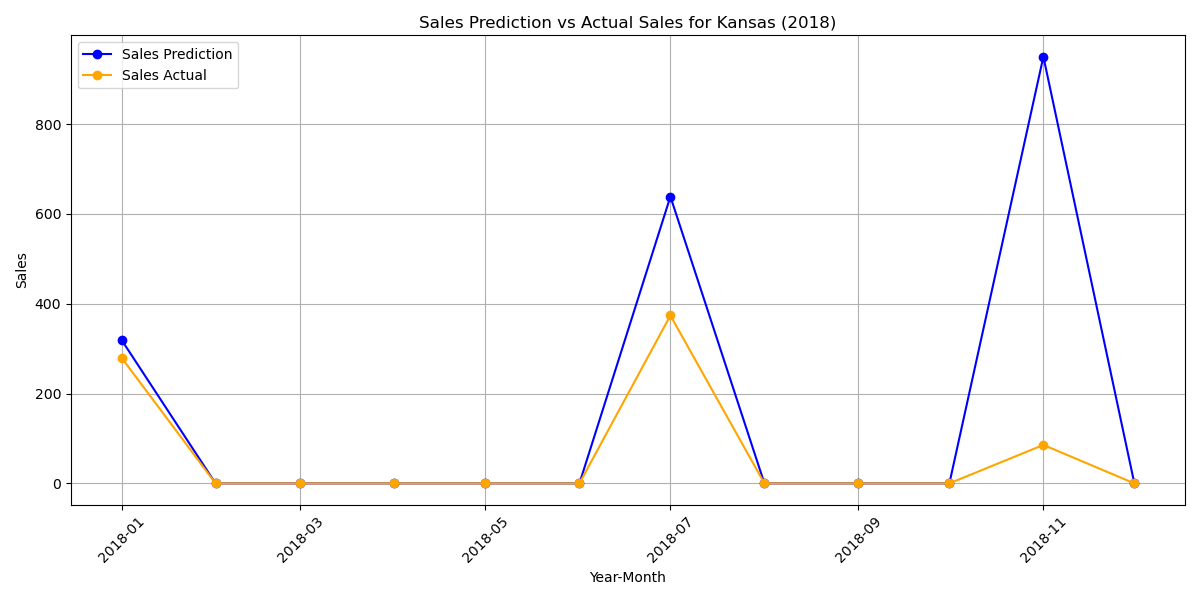 Sales Prediction vs Actual Sales for Kansas (2018)
Sales Prediction
Sales Actual
Sales
800
600
400
200
0
2018-01
2018-03
2018-05
2018-07
2018-09
2018-11
Year-Month